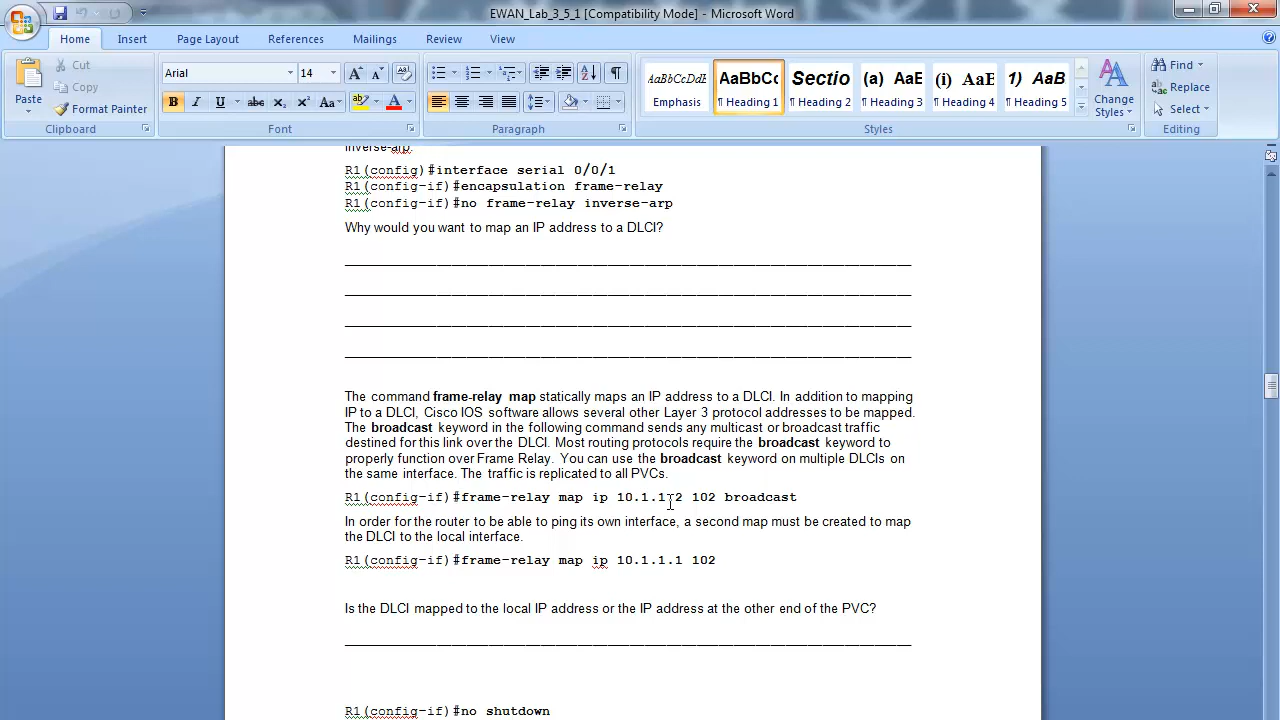 EWAN_Lab_3_5_1 [Compatibility Mode] - Microsoft Word
Home Insert Page Layout References Mailings Review View
Paste
Cut
Copy
Format Painter
Clipboard
Arial 14
Font
Paragraph
AaBbCcDdE AaBbCc Sectio (a) AaE (i) AaE 1) AaB
Emphasis ¶ Heading 1 ¶ Heading 2 ¶ Heading 3 ¶ Heading 4 ¶ Heading 5
Change Styles
Styles
Find
Replace
Select
Editing
inverse-arp.
R1(config)#interface serial 0/0/1
R1(config-if)#encapsulation frame-relay
R1(config-if)#no frame-relay inverse-arp
Why would you want to map an IP address to a DLCI?
The command frame-relay map statically maps an IP address to a DLCI. In addition to mapping
IP to a DLCI, Cisco IOS software allows several other Layer 3 protocol addresses to be mapped.
The broadcast keyword in the following command sends any multicast or broadcast traffic
destined for this link over the DLCI. Most routing protocols require the broadcast keyword to
properly function over Frame Relay. You can use the broadcast keyword on multiple DLCIs on
the same interface. The traffic is replicated to all PVCs.
R1(config-if)#frame-relay map ip 10.1.1.2 102 broadcast
In order for the router to be able to ping its own interface, a second map must be created to map
the DLCI to the local interface.
R1(config-if)#frame-relay map ip 10.1.1.1 102
Is the DLCI mapped to the local IP address or the IP address at the other end of the PVC?
R1(config-if)#no shutdown